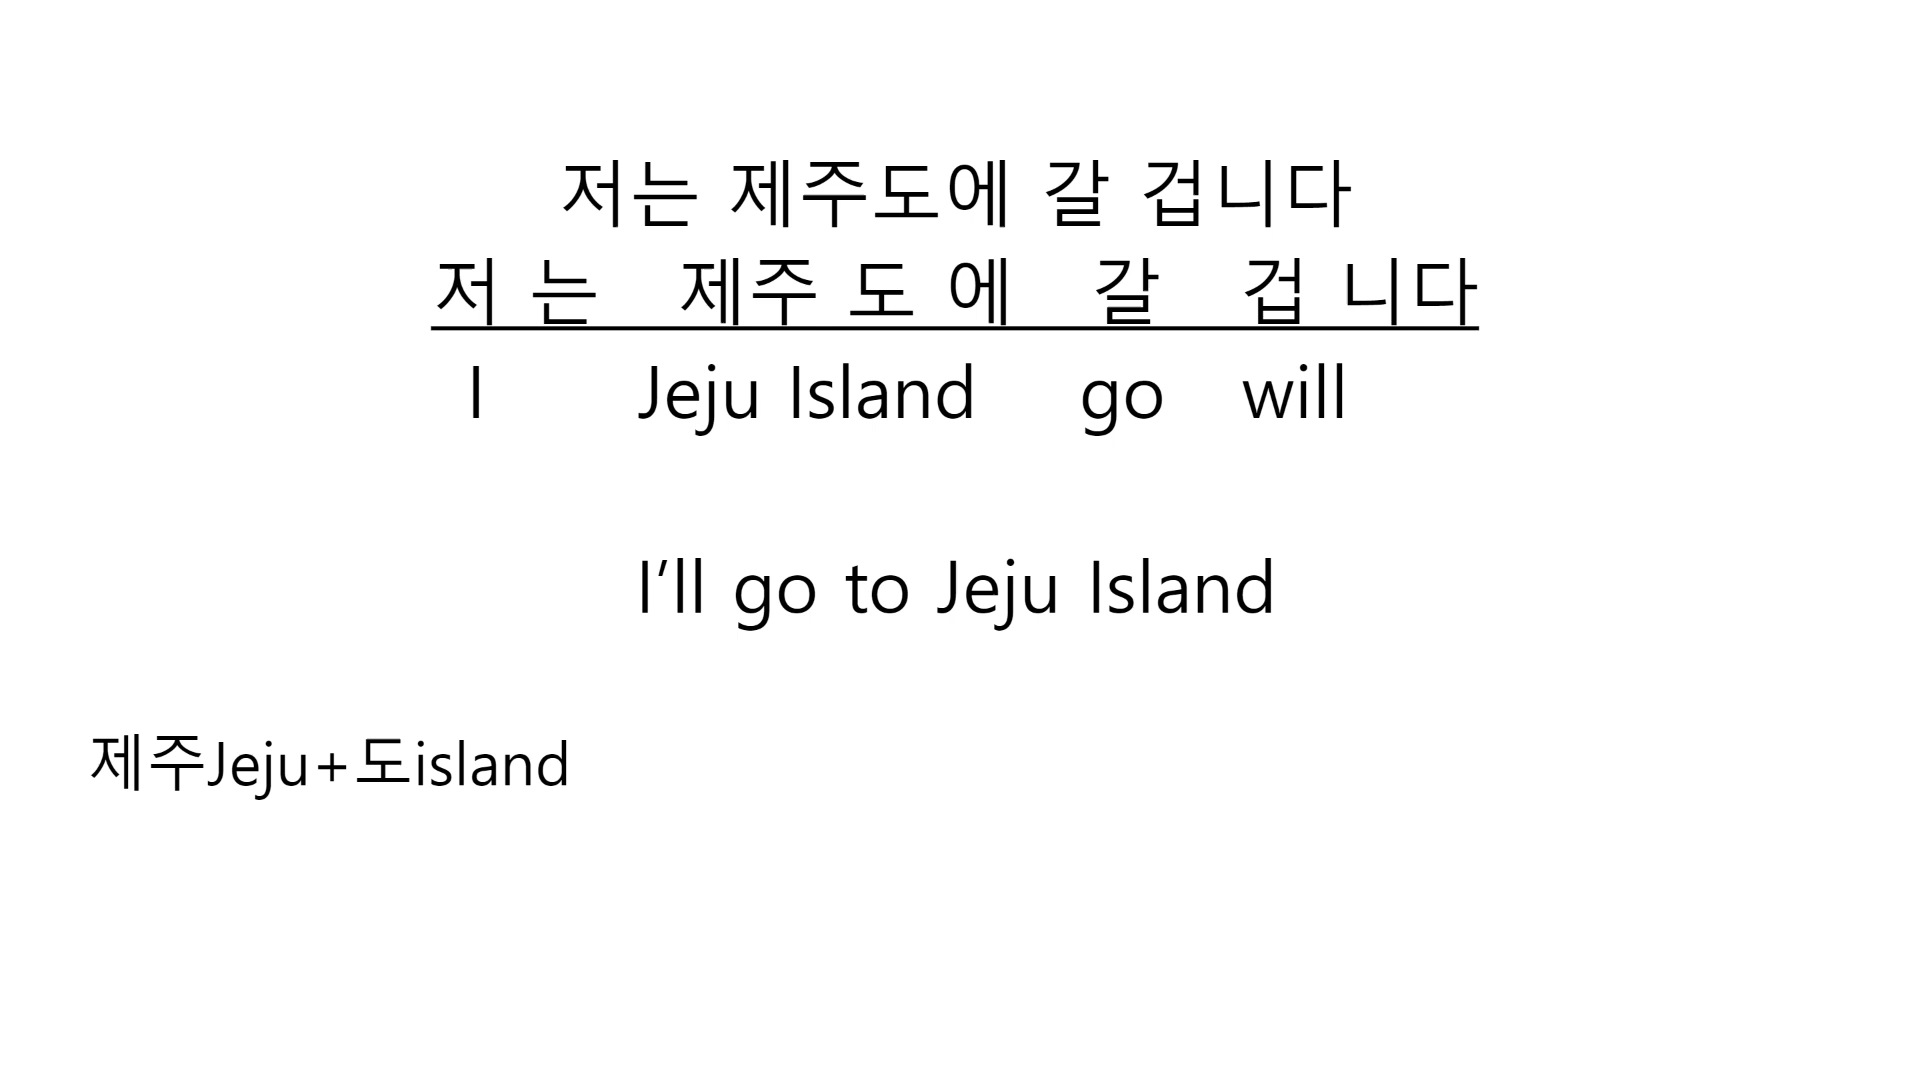 저는 제주도에 갈 겁니다
저 는 제주 도 에 갈 겁 니다
I Jeju Island go will
I’ll go to Jeju Island
제주Jeju+도island